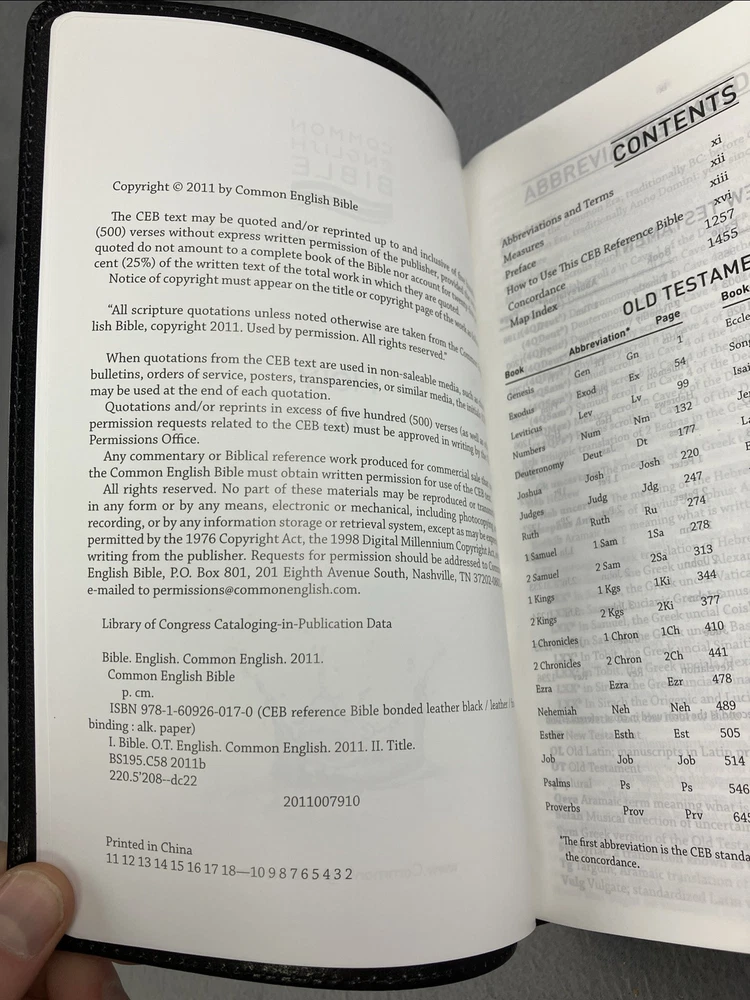 Copyright © 2011 by Common English Bible
The CEB text may be quoted and/or reprinted up to and inclusive of five
(500) verses without express written permission of the publisher, provided the
quoted do not amount to a complete book of the Bible nor account for twenty
cent (25%) of the written text of the total work in which they are quoted.
Notice of copyright must appear on the title or copyright page of the work as
“All scripture quotations unless noted otherwise are taken from the Common
lish Bible, copyright 2011. Used by permission. All rights reserved.”
When quotations from the CEB text are used in non-saleable media, such as
bulletins, orders of service, posters, transparencies, or similar media, the initials
may be used at the end of each quotation.
Quotations and/or reprints in excess of five hundred (500) verses (as well as
permission requests related to the CEB text) must be approved in writing by the
Permissions Office.
Any commentary or Biblical reference work produced for commercial sale that
the Common English Bible must obtain written permission for use of the CEB text.
All rights reserved. No part of these materials may be reproduced or
in any form or by any means, electronic or mechanical, including photocopying
recording, or by any information storage or retrieval system, except as may be
permitted by the 1976 Copyright Act, the 1998 Digital Millennium Copyright Act,
writing from the publisher. Requests for permission should be addressed to
English Bible, P.O. Box 801, 201 Eighth Avenue South, Nashville, TN 37202
e-mailed to permissions@commonenglish.com.
Library of Congress Cataloging-in-Publication Data
Bible. English. Common English. 2011.
Common English Bible
p. cm.
ISBN 978-1-60926-017-0 (CEB reference Bible bonded leather black / leather /
binding : alk. paper)
I. Bible. O.T. English. Common English. 2011. II. Title.
BS195.C58 2011b
220.5'208--dc22
2011007910
Printed in China
11 12 13 14 15 16 17 18—10 9 8 7 6 5 4 3 2
CONTENTS
Abbreviations and Terms xi
Measures xii
Preface xiii
How to Use This CEB Reference Bible xvi
Concordance 1257
Map Index 1455
OLD TESTAME
Book Abbreviation* Page Book
Genesis Gen Gn 1 Eccle
Exodus Exod Ex 54 Song
Leviticus Lev Lv 99 Isai
Numbers Num Nm 132 Je
Deuteronomy Deut Dt 177 La
Joshua Josh Josh 220 E
Judges Judg Jdg 247
Ruth Ruth Ru 274
1 Samuel 1 Sam 1Sa 278
2 Samuel 2 Sam 2Sa 313
1 Kings 1 Kgs 1Ki 344
2 Kings 2 Kgs 2Ki 377
1 Chronicles 1 Chron 1Ch 410
2 Chronicles 2 Chron 2Ch 441
Ezra Ezra Ezr 478
Nehemiah Neh Neh 489
Esther Esth Est 505
Job Job Job 514
Psalms Ps Ps 546
Proverbs Prov Prv 645
*The first abbreviation is the CEB standa
the concordance.